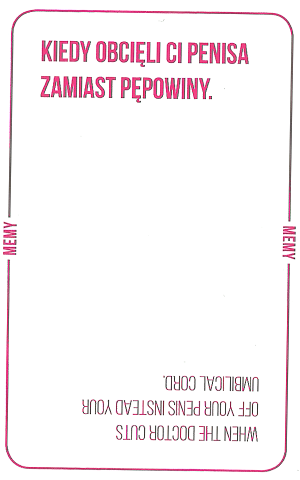 KIEDY OBCIĘLI CI PENISA
ZAMIAST PĘPOWINY.
MEMY
MEMY
WHEN THE DOCTOR CUTS
OFF YOUR PENIS INSTEAD YOUR
UMBILICAL CORD.